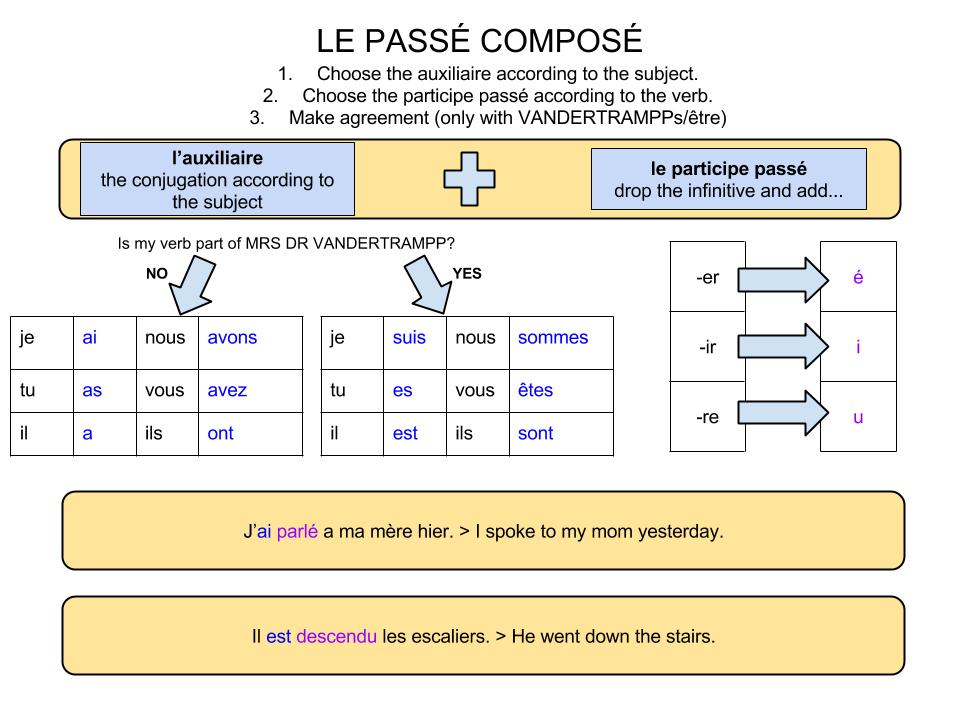 LE PASSÉ COMPOSÉ
1. Choose the auxiliaire according to the subject.
2. Choose the participe passé according to the verb.
3. Make agreement (only with VANDERTRAMPPs/être)
l'auxiliaire
the conjugation according to
the subject
le participe passé
drop the infinitive and add...
Is my verb part of MRS DR VANDERTRAMPP?
NO
YES
je ai nous avons
tu as vous avez
il a ils ont
je suis nous sommes
tu es vous êtes
il est ils sont
-er é
-ir i
-re u
J'ai parlé a ma mère hier. > I spoke to my mom yesterday.
Il est descendu les escaliers. > He went down the stairs.